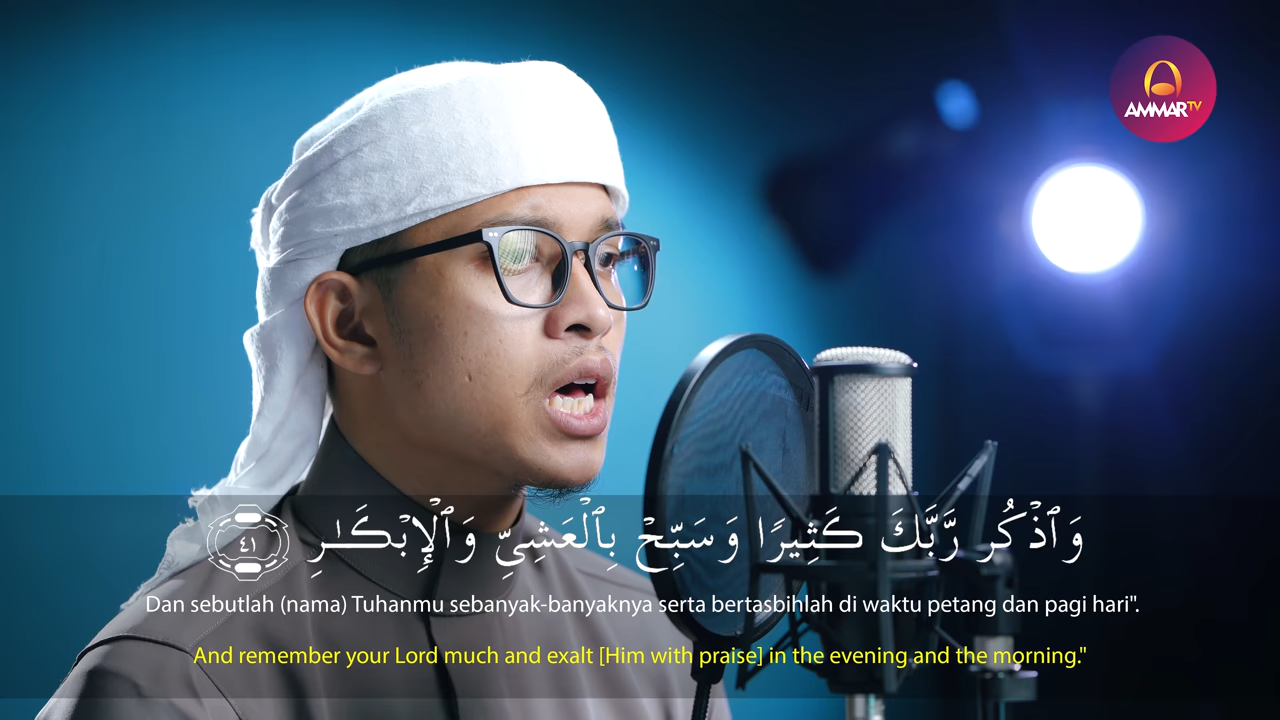 AMMARTV
وَٱذْكُر رَّبَّكَ كَثِيرًا وَسَبِّحْ بِٱلْعَشِيِّ وَٱلْإِبْكَـٰرِ ٤١
Dan sebutlah (nama) Tuhanmu sebanyak-banyaknya serta bertasbihlah di waktu petang dan pagi hari".
And remember your Lord much and exalt [Him with praise] in the evening and the morning."